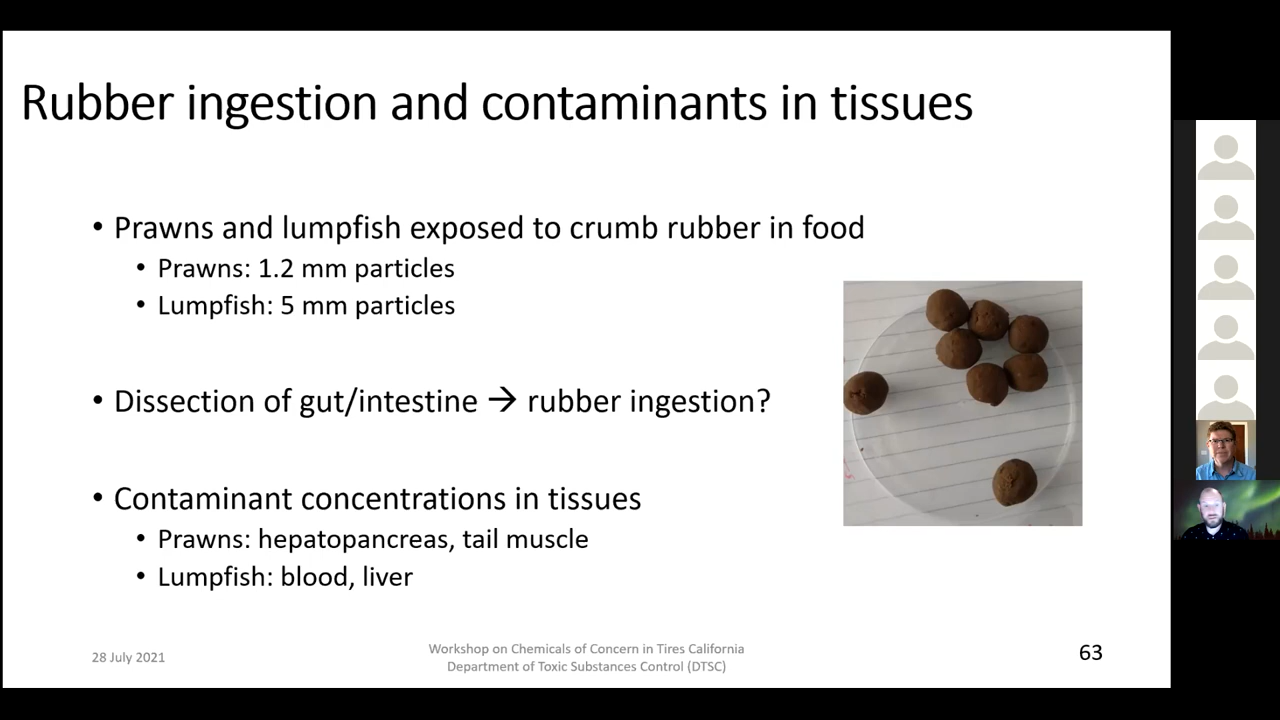 Rubber ingestion and contaminants in tissues
• Prawns and lumpfish exposed to crumb rubber in food
• Prawns: 1.2 mm particles
• Lumpfish: 5 mm particles
• Dissection of gut/intestine → rubber ingestion?
• Contaminant concentrations in tissues
• Prawns: hepatopancreas, tail muscle
• Lumpfish: blood, liver
28 July 2021
Workshop on Chemicals of Concern in Tires California
Department of Toxic Substances Control (DTSC)
63